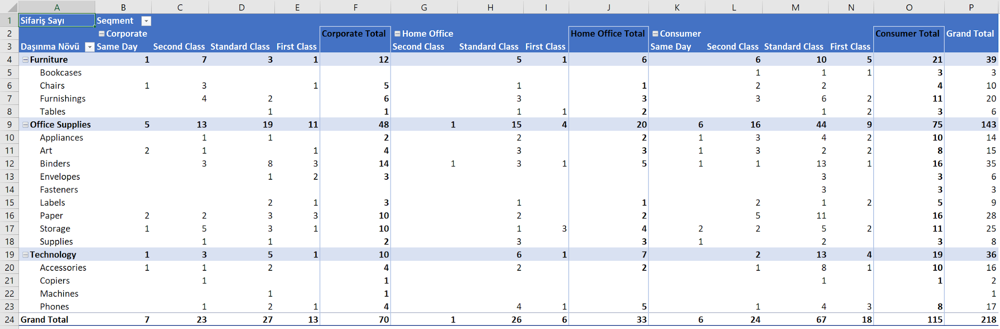 A B C D E F G H I J K L M N O P
1 Sifariş Sayı Seqment
2 Corporate Corporate Total Home Office Home Office Total Consumer Consumer Total Grand Total
3 Daşınma Növü Same Day Second Class Standard Class First Class Second Class Standard Class First Class Same Day Second Class Standard Class First Class
4 Furniture 1 7 3 1 12 5 1 6 6 10 5 21 39
5 Bookcases 1 1 1 3 3
6 Chairs 1 3 1 5 1 1 2 2 4 10
7 Furnishings 4 2 6 3 3 3 6 2 11 20
8 Tables 1 1 1 1 2 1 2 3 6
9 Office Supplies 5 13 19 11 48 1 15 4 20 6 16 44 9 75 143
10 Appliances 1 1 2 2 2 1 3 4 2 10 14
11 Art 2 1 1 4 3 3 1 3 2 2 8 15
12 Binders 3 8 3 14 1 3 1 5 1 1 13 1 16 35
13 Envelopes 1 2 3 3 3 6
14 Fasteners 3 3 3
15 Labels 2 1 3 1 1 2 1 2 5 9
16 Paper 2 2 3 3 10 2 2 5 11 16 28
17 Storage 1 5 3 1 10 1 3 4 2 2 5 2 11 25
18 Supplies 1 1 2 3 3 1 2 3 8
19 Technology 1 3 5 1 10 6 1 7 2 13 4 19 36
20 Accessories 1 1 2 4 2 2 1 8 1 10 16
21 Copiers 1 1 1 1 2
22 Machines 1 1 1
23 Phones 1 2 1 4 4 1 5 1 4 3 8 17
24 Grand Total 7 23 27 13 70 1 26 6 33 6 24 67 18 115 218